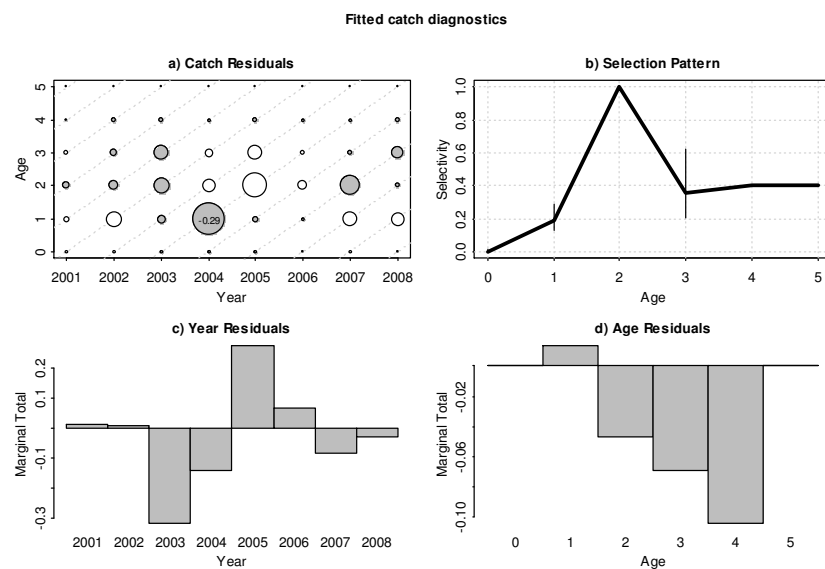 Fitted catch diagnostics
a) Catch Residuals
Age
5
4
3
2
1
0
-0.29
2001 2002 2003 2004 2005 2006 2007 2008
Year
b) Selection Pattern
Selectivity
1.0
0.8
0.6
0.4
0.2
0.0
0 1 2 3 4 5
Age
c) Year Residuals
Marginal Total
0.2
0.1
-0.1
-0.3
2001 2002 2003 2004 2005 2006 2007 2008
Year
d) Age Residuals
Marginal Total
-0.02
-0.06
-0.10
0 1 2 3 4 5
Age